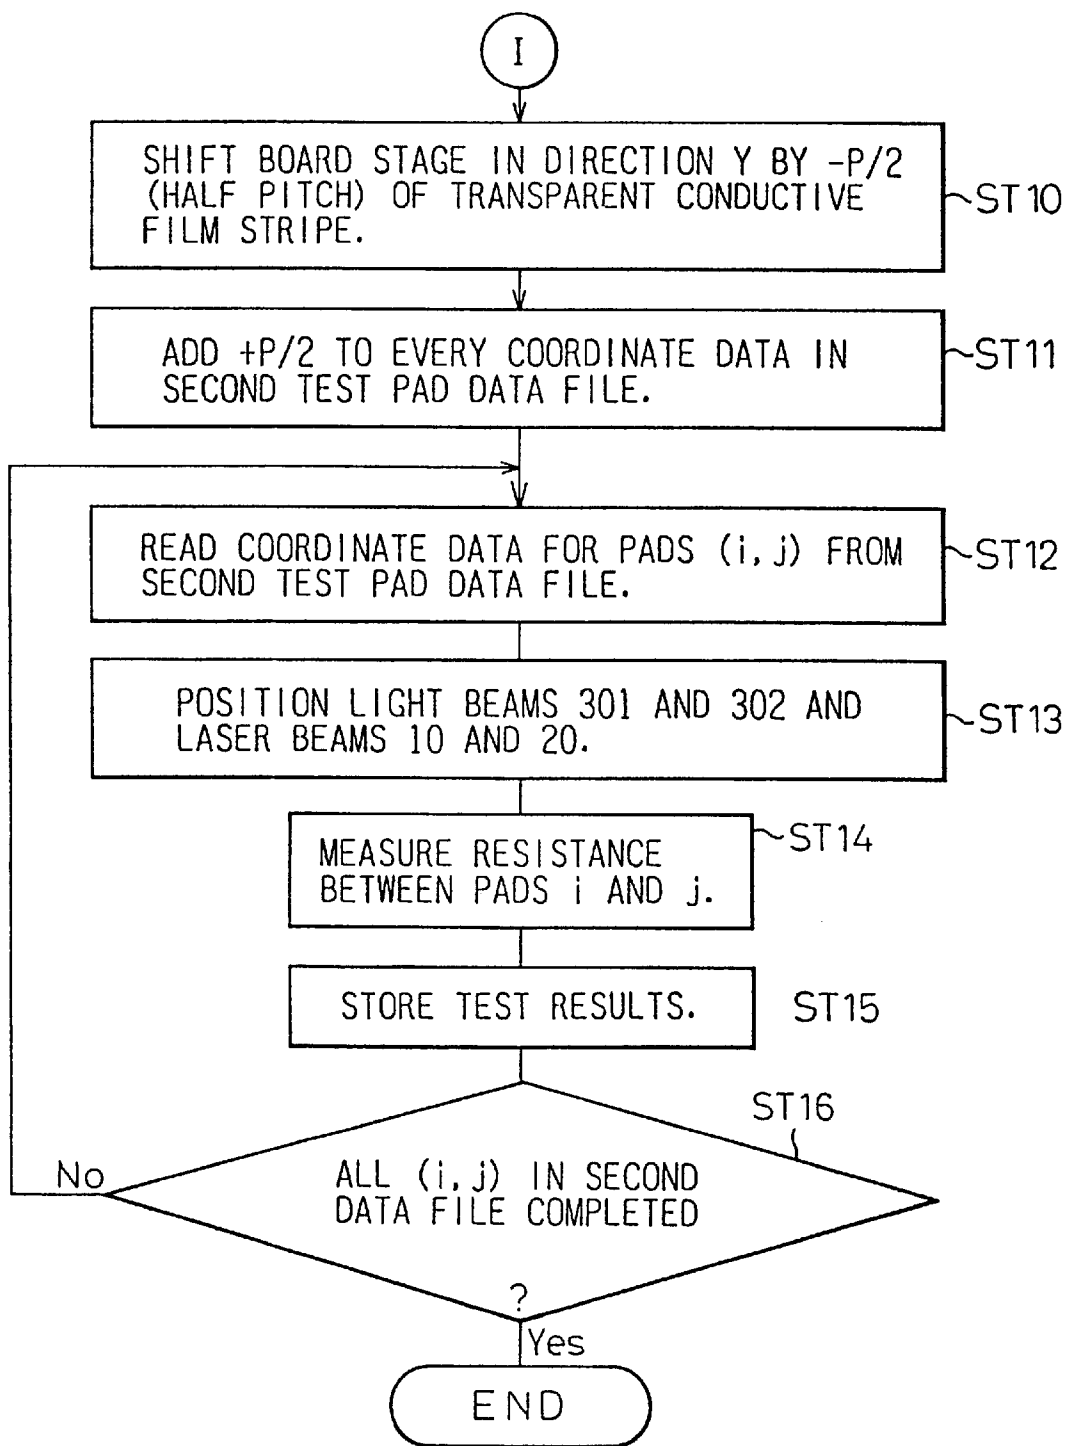 I
SHIFT BOARD STAGE IN DIRECTION Y BY -P/2
(HALF PITCH) OF TRANSPARENT CONDUCTIVE
FILM STRIPE.
ST10
ADD +P/2 TO EVERY COORDINATE DATA IN
SECOND TEST PAD DATA FILE.
ST11
READ COORDINATE DATA FOR PADS (i, j) FROM
SECOND TEST PAD DATA FILE.
ST12
POSITION LIGHT BEAMS 301 AND 302 AND
LASER BEAMS 10 AND 20.
ST13
MEASURE RESISTANCE
BETWEEN PADS i AND j.
ST14
STORE TEST RESULTS.
ST15
ST16
No
ALL (i, j) IN SECOND
DATA FILE COMPLETED
?
Yes
END